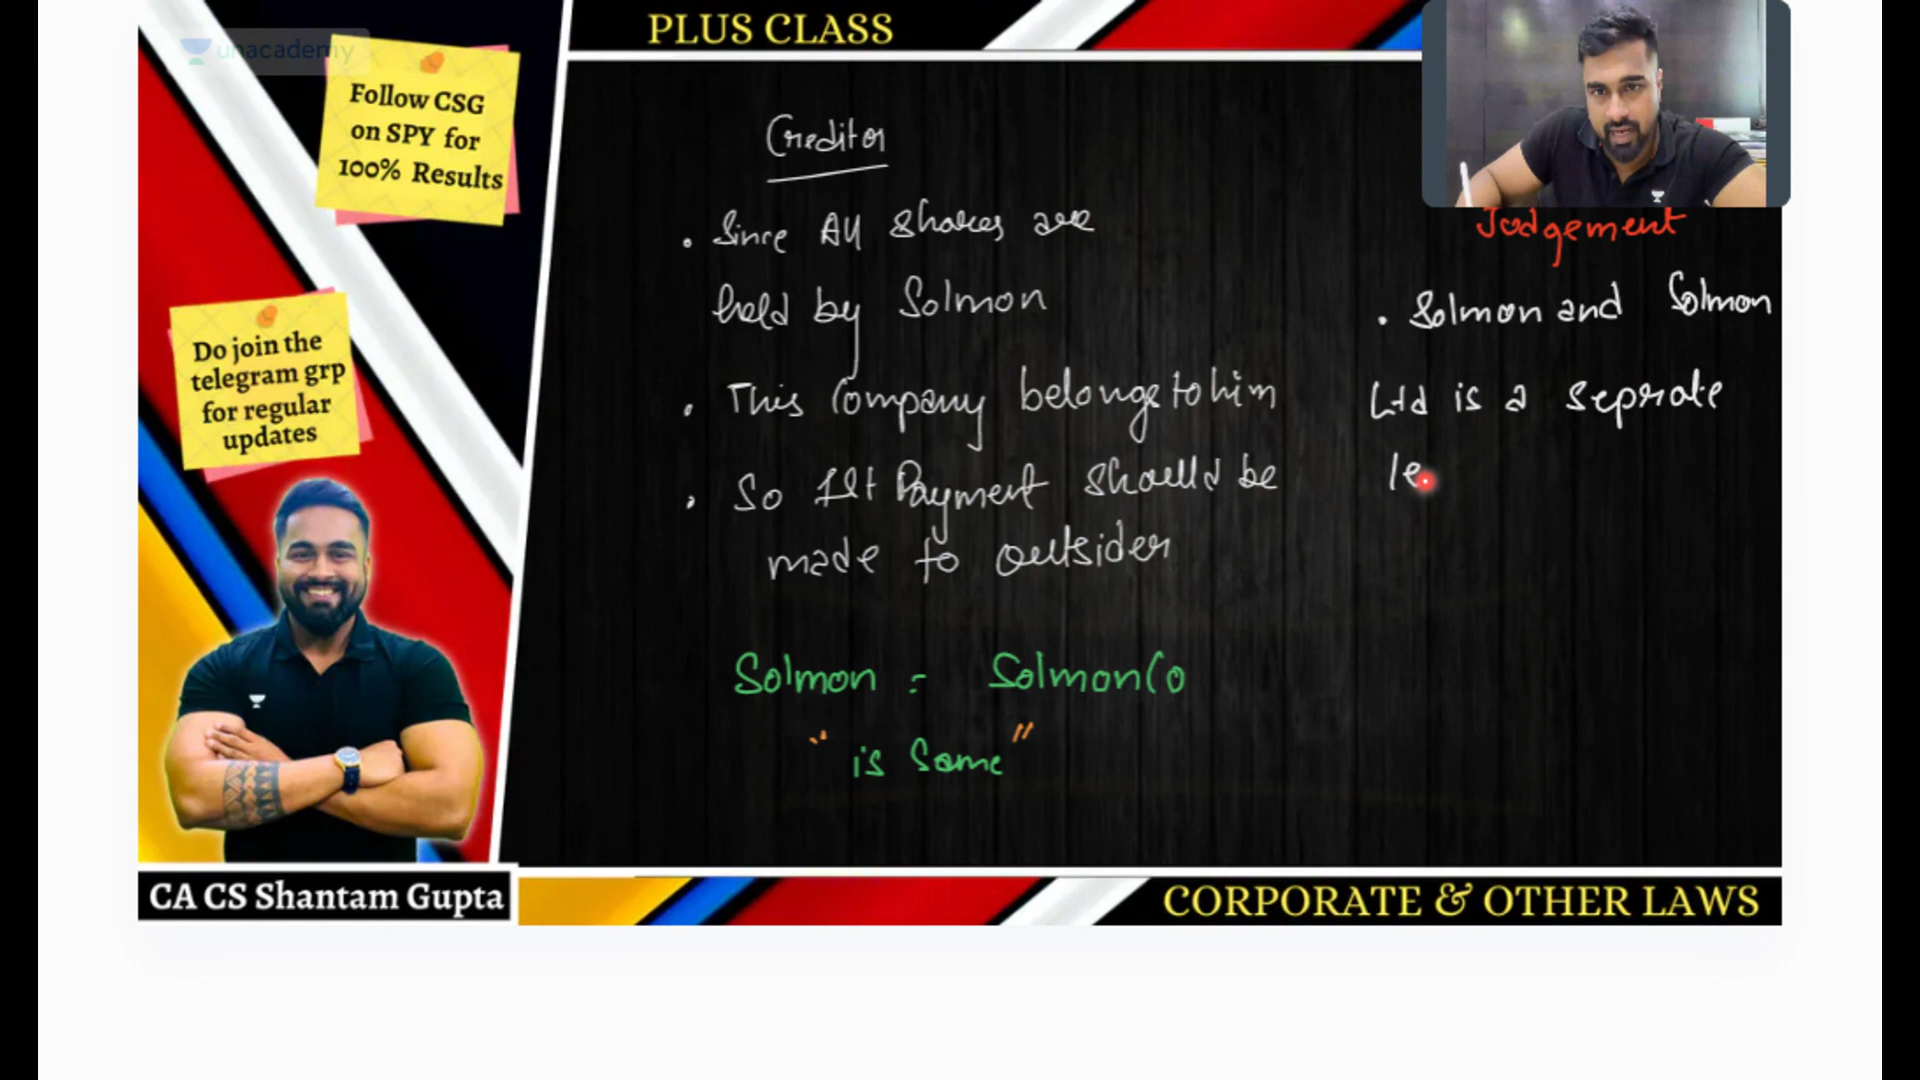 unacademy
PLUS CLASS
Follow CSG
on SPY for
100% Results
Do join the
telegram grp
for regular
updates
Creditor
. Since All shares are
held by Solmon
. This Company belongs to him
. So 1st Payment should be
made to outsider
Solmon = Solmon Co
" is Same "
Judgement
. Solmon and Solmon
Ltd is a seprate
le
CA CS Shantam Gupta
CORPORATE & OTHER LAWS